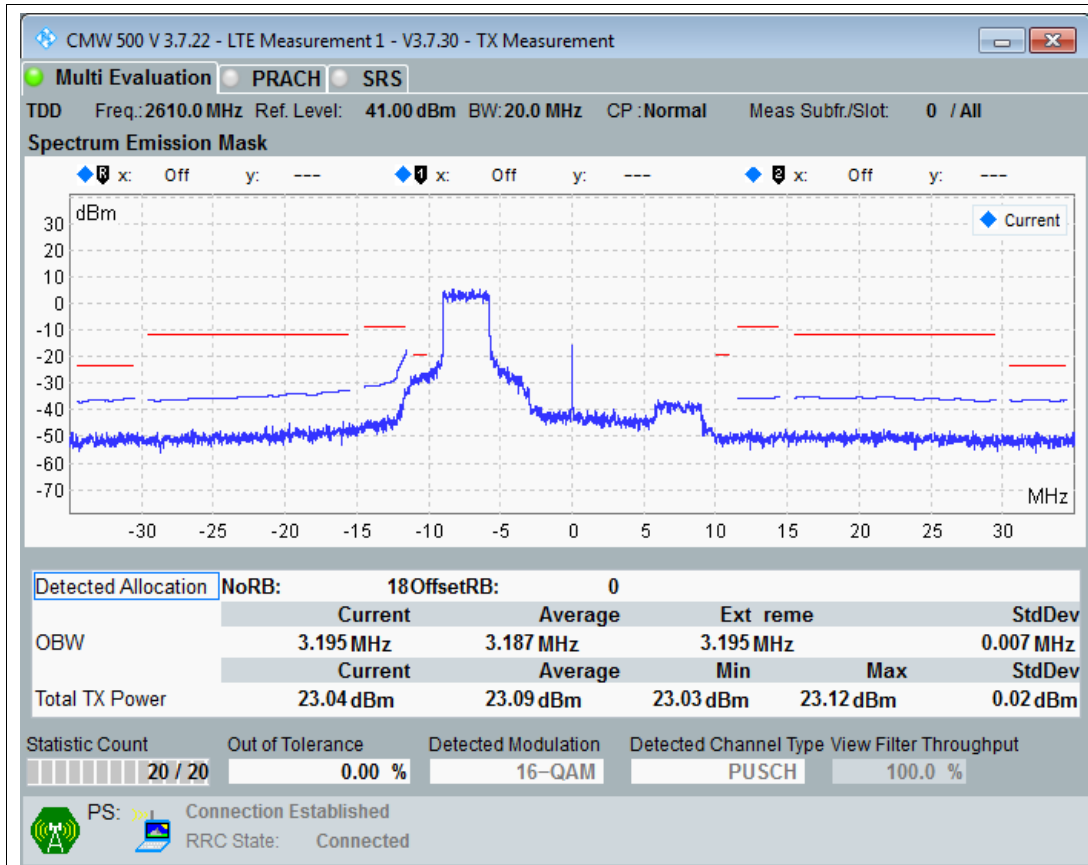 CMW 500 V 3.7.22 - LTE Measurement 1 - V3.7.30 - TX Measurement
Multi Evaluation PRACH SRS
TDD Freq.: 2610.0 MHz Ref. Level: 41.00 dBm BW: 20.0 MHz CP : Normal Meas Subfr./Slot: 0 / All
Spectrum Emission Mask
R x: Off y: --- 1 x: Off y: --- 2 x: Off y: ---
dBm
Current
30
20
10
0
-10
-20
-30
-40
-50
-60
-70
MHz
-30 -25 -20 -15 -10 -5 0 5 10 15 20 25 30
Detected Allocation NoRB: 18 OffsetRB: 0
Current Average Ext reme StdDev
OBW 3.195 MHz 3.187 MHz 3.195 MHz 0.007 MHz
Current Average Min Max StdDev
Total TX Power 23.04 dBm 23.09 dBm 23.03 dBm 23.12 dBm 0.02 dBm
Statistic Count Out of Tolerance Detected Modulation Detected Channel Type View Filter Throughput
20 / 20 0.00 % 16-QAM PUSCH 100.0 %
PS: Connection Established
RRC State: Connected